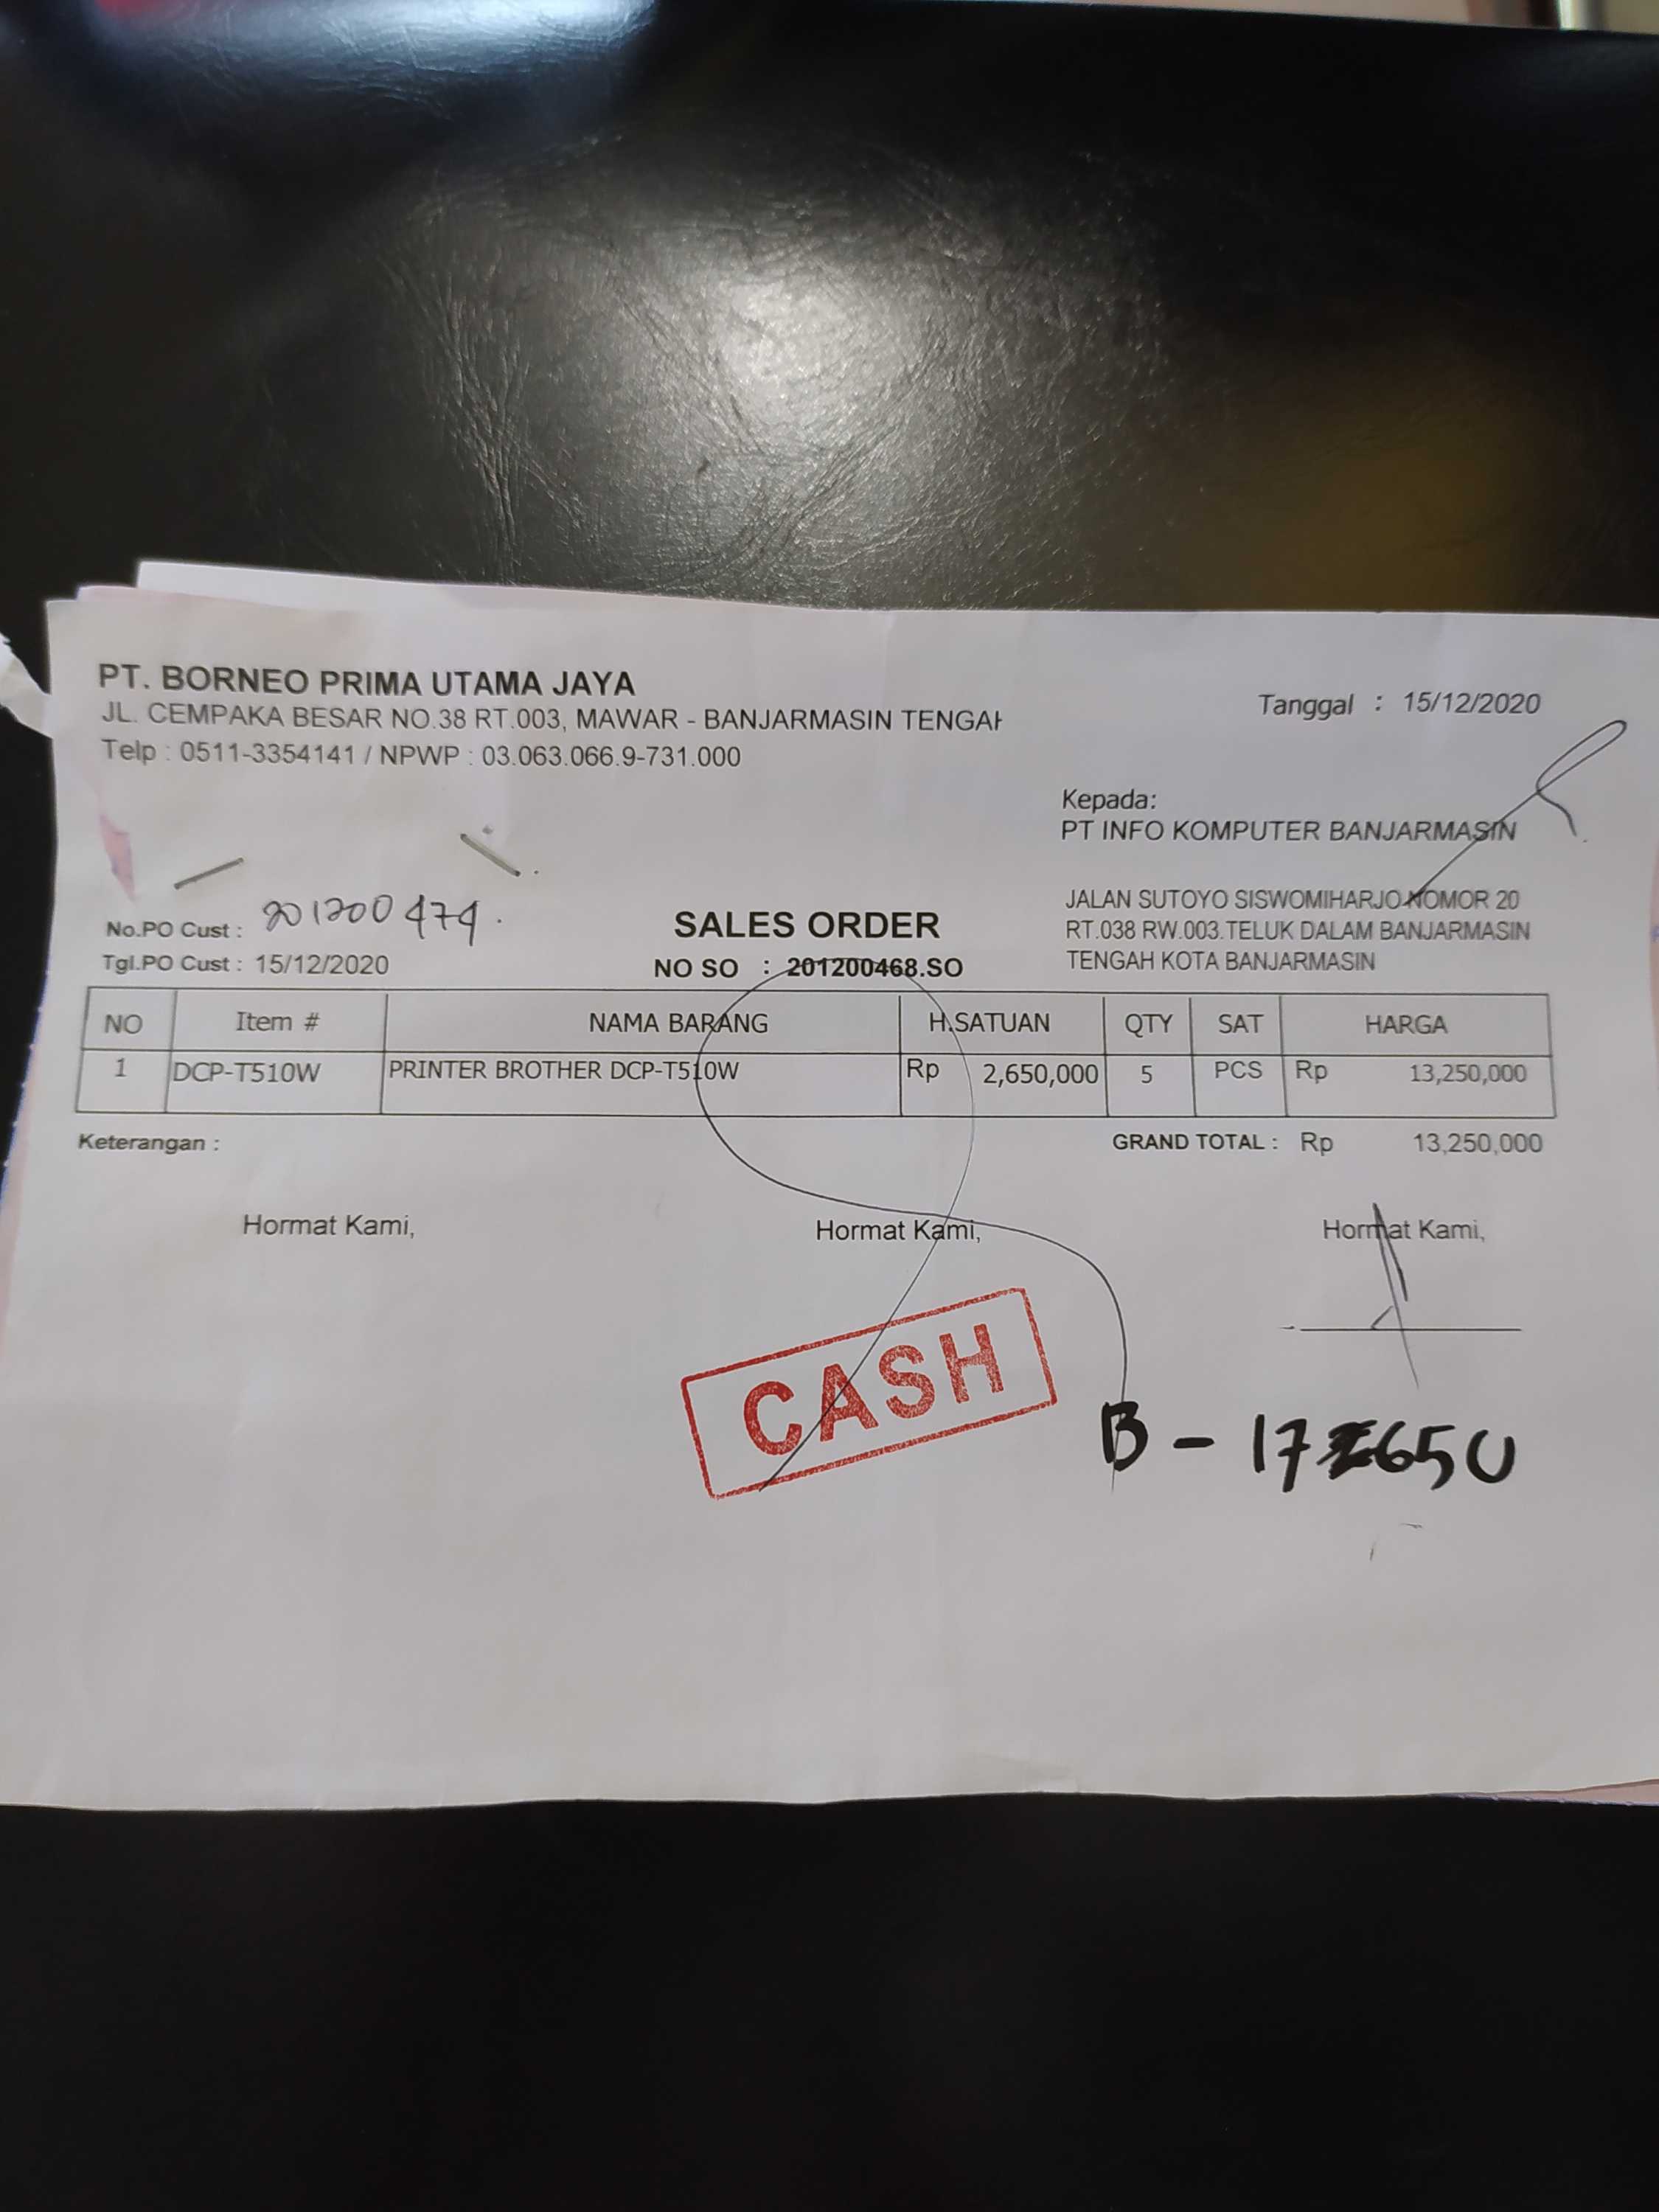 PT. BORNEO PRIMA UTAMA JAYA
JL. CEMPAKA BESAR NO.38 RT.003, MAWAR - BANJARMASIN TENGAH
Telp : 0511-3354141 / NPWP : 03.063.066.9-731.000
Tanggal : 15/12/2020
Kepada:
PT INFO KOMPUTER BANJARMASIN
JALAN SUTOYO SISWOMIHARJO NOMOR 20
RT.038 RW.003.TELUK DALAM BANJARMASIN
TENGAH KOTA BANJARMASIN
No.PO Cust : 201200474.
Tgl.PO Cust : 15/12/2020
SALES ORDER
NO SO : 201200468.SO
NO Item # NAMA BARANG H.SATUAN QTY SAT HARGA
1 DCP-T510W PRINTER BROTHER DCP-T510W Rp 2,650,000 5 PCS Rp 13,250,000
Keterangan : GRAND TOTAL : Rp 13,250,000
Hormat Kami, Hormat Kami, Hormat Kami,
CASH